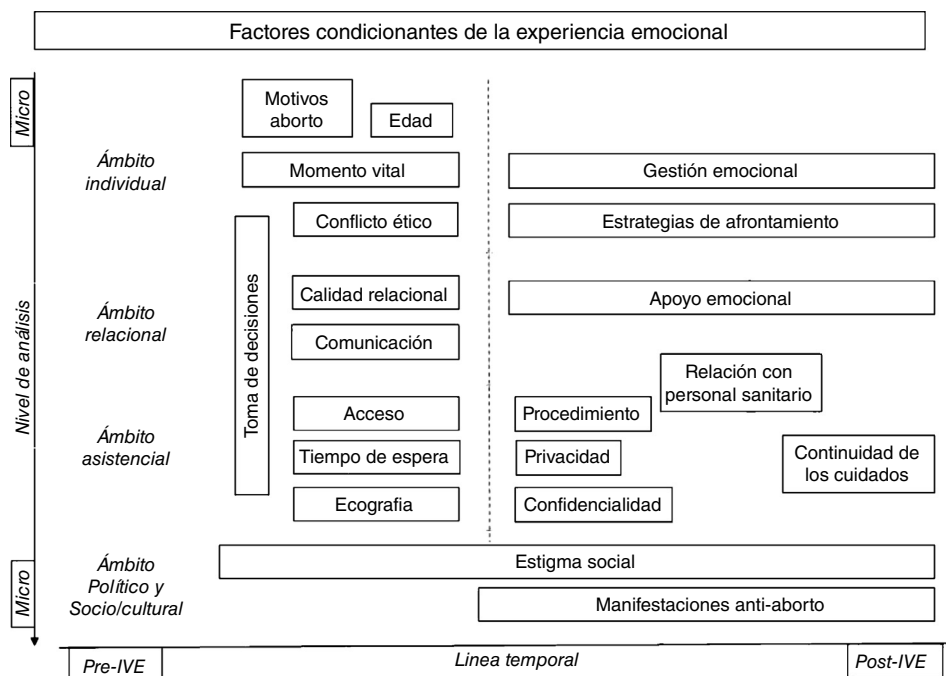 Factores condicionantes de la experiencia emocional
Micro
Motivos
aborto
Edad
Ámbito
individual
Momento vital
Gestión emocional
Conflicto ético
Estrategias de afrontamiento
Toma de decisiones
Nivel de análisis
Ámbito
relacional
Calidad relacional
Apoyo emocional
Comunicación
Relación con
personal sanitario
Ámbito
asistencial
Acceso
Procedimiento
Tiempo de espera
Privacidad
Continuidad de
los cuidados
Ecografia
Confidencialidad
Micro
Ámbito
Político y
Socio/cultural
Estigma social
Manifestaciones anti-aborto
Pre-IVE
Linea temporal
Post-IVE